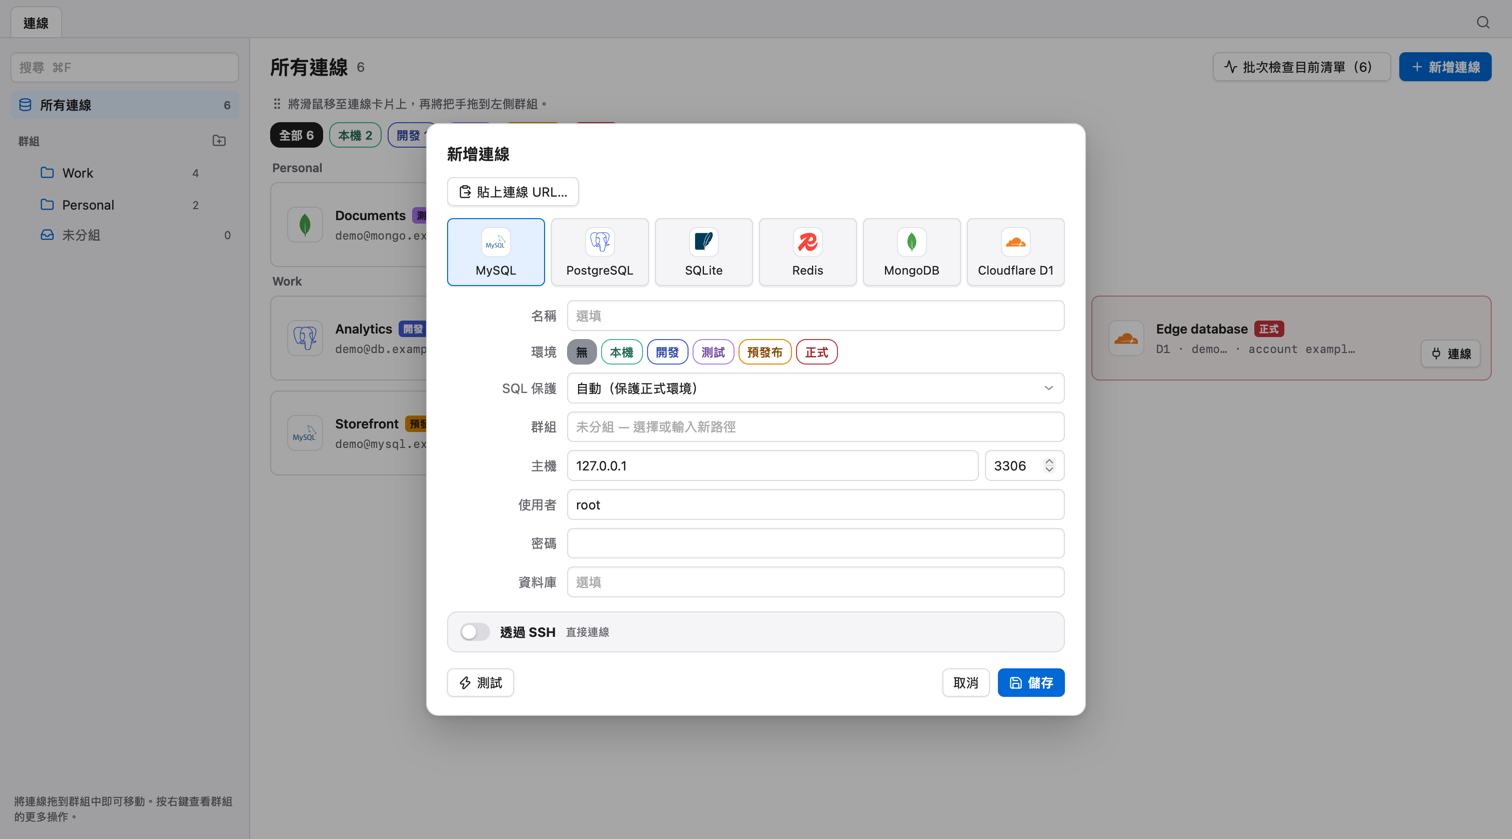 連線
搜尋 ⌘F
所有連線 6
群組
Work 4
Personal 2
未分組 0
將連線拖到群組中即可移動。按右鍵查看群組
的更多操作。
所有連線 6
批次檢查目前清單（6）
新增連線
將滑鼠移至連線卡片上，再將把手拖到左側群組。
全部 6
本機 2
開發
Personal
Documents
demo@mongo.ex
Work
Analytics 開發
demo@db.examp
Storefront
demo@mysql.ex
Edge database 正式
D1 · demo… · account exampl…
連線
新增連線
貼上連線 URL...
MySQL
MySQL
PostgreSQL
SQLite
Redis
MongoDB
Cloudflare D1
名稱 選填
環境 無 本機 開發 測試 預發布 正式
SQL 保護 自動（保護正式環境）
群組 未分組 — 選擇或輸入新路徑
主機 127.0.0.1 3306
使用者 root
密碼
資料庫 選填
透過 SSH 直接連線
測試
取消
儲存